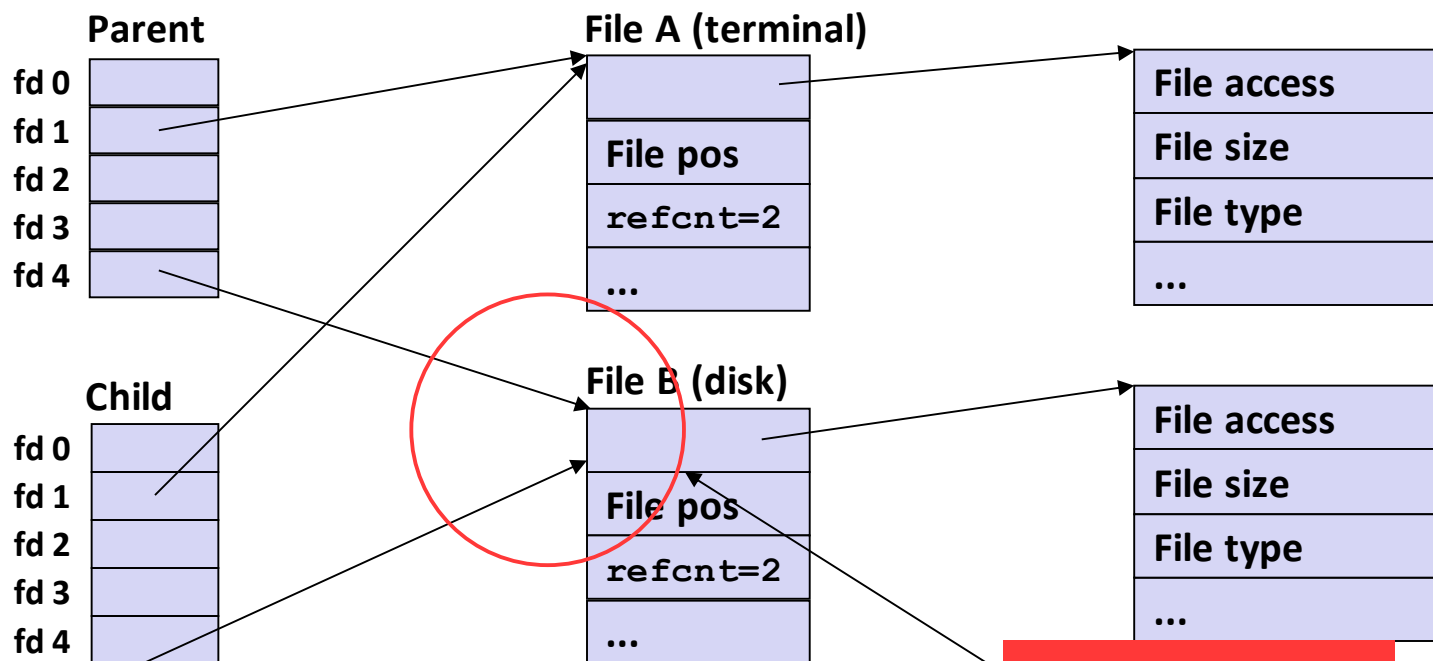 Parent
fd 0
fd 1
fd 2
fd 3
fd 4
File A (terminal)
File pos
refcnt=2
...
File access
File size
File type
...
Child
fd 0
fd 1
fd 2
fd 3
fd 4
File B (disk)
File pos
refcnt=2
...
File access
File size
File type
...